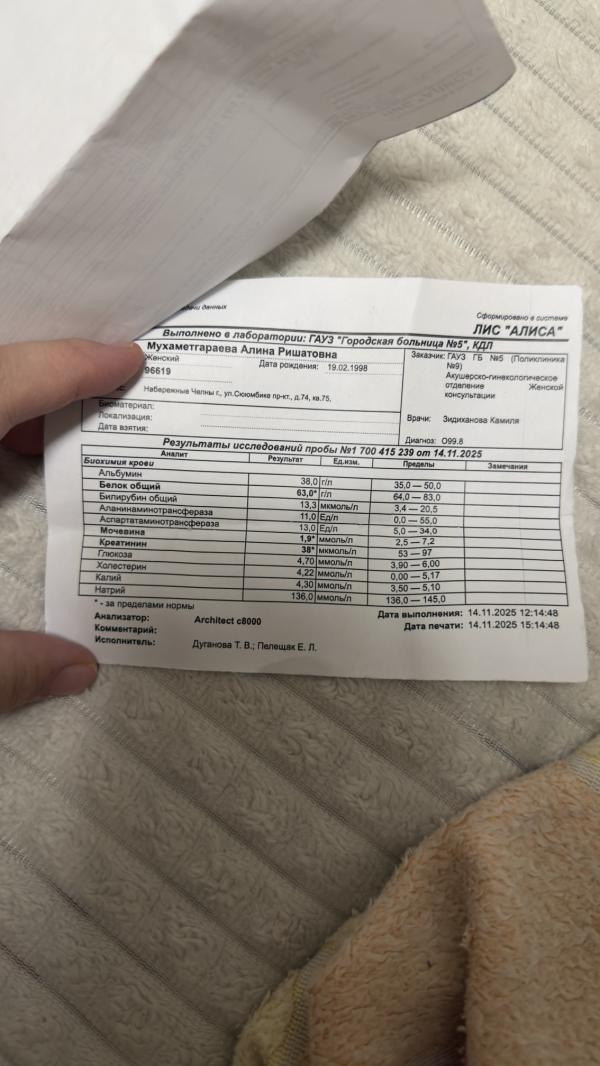 дачи данных
Сформировано в системе
ЛИС "АЛИСА"
Выполнено в лаборатории: ГАУЗ "Городская больница №5", КДЛ
Мухаметгараева Алина Ришатовна
Женский Дата рождения: 19.02.1998
96619
Набережные Челны г., ул.Сююмбике пр-кт., д.74, кв.75,
Биоматериал:
Локализация:
Дата взятия:
Заказчик: ГАУЗ ГБ №5 (Поликлиника
№9)
Акушерско-гинекологическое
отделение Женской
консультации
Врачи: Зидиханова Камиля
Диагноз: O99.8
Результаты исследований пробы №1 700 415 239 от 14.11.2025
Аналит Результат Ед.изм. Пределы Замечания
Биохимия крови
Альбумин 38,0 г/л 35,0 — 50,0
Белок общий 63,0* г/л 64,0 — 83,0
Билирубин общий 13,3 мкмоль/л 3,4 — 20,5
Аланинаминотрансфераза 11,0 Ед/л 0,0 — 55,0
Аспартатаминотрансфераза 13,0 Ед/л 5,0 — 34,0
Мочевина 1,9* ммоль/л 2,5 — 7,2
Креатинин 38* мкмоль/л 53 — 97
Глюкоза 4,70 ммоль/л 3,90 — 6,00
Холестерин 4,22 ммоль/л 0,00 — 5,17
Калий 4,30 ммоль/л 3,50 — 5,10
Натрий 136,0 ммоль/л 136,0 — 145,0
* - за пределами нормы
Дата выполнения: 14.11.2025 12:14:48
Анализатор: Architect c8000
Дата печати: 14.11.2025 15:14:48
Комментарий:
Исполнитель: Дуганова Т. В.; Пелещак Е. Л.